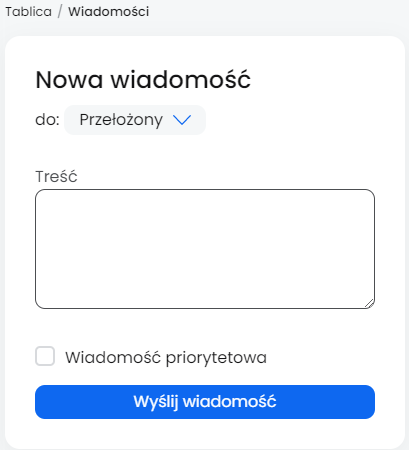 Tablica / Wiadomości
Nowa wiadomość
do: Przełożony
Treść
Wiadomość priorytetowa
Wyślij wiadomość